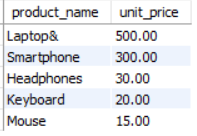 product_name unit_price
Laptop& 500.00
Smartphone 300.00
Headphones 30.00
Keyboard 20.00
Mouse 15.00